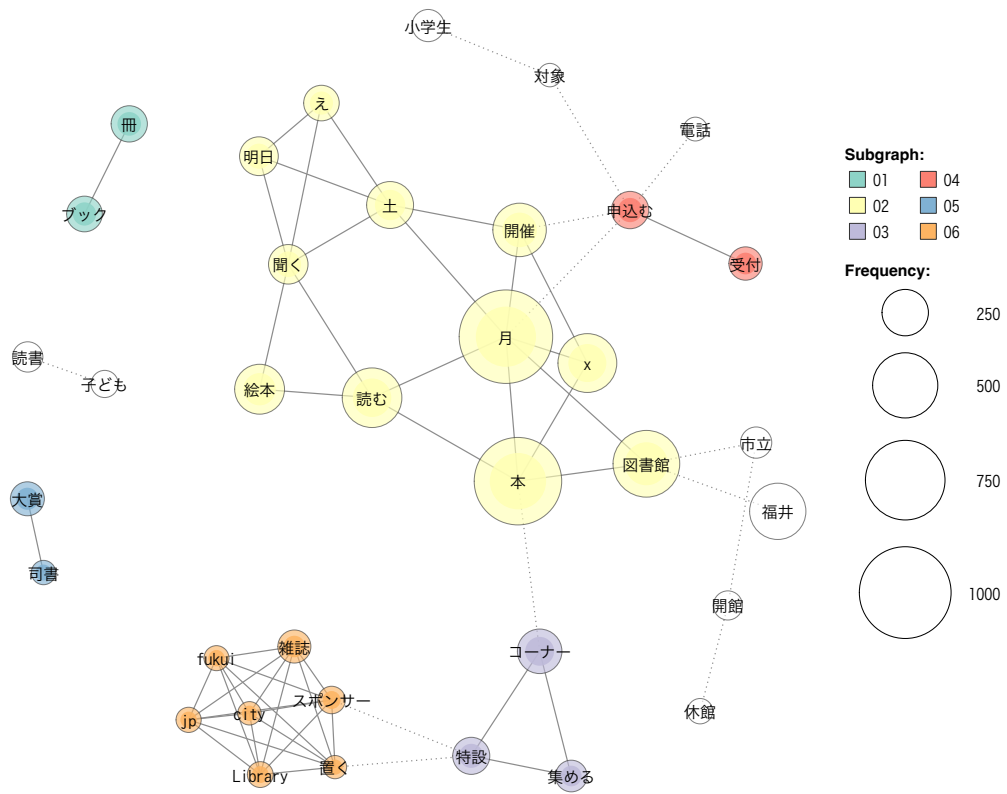 小学生
対象
え
冊
電話
明日
土
申込む
ブック
開催
聞く
受付
月
読書
x
子ども
絵本
読む
市立
図書館
本
大賞
福井
司書
開館
雑誌
コーナー
fukui
スポンサー
休館
city
jp
特設
置く
Library
集める
Subgraph:
01 04
02 05
03 06
Frequency:
250
500
750
1000